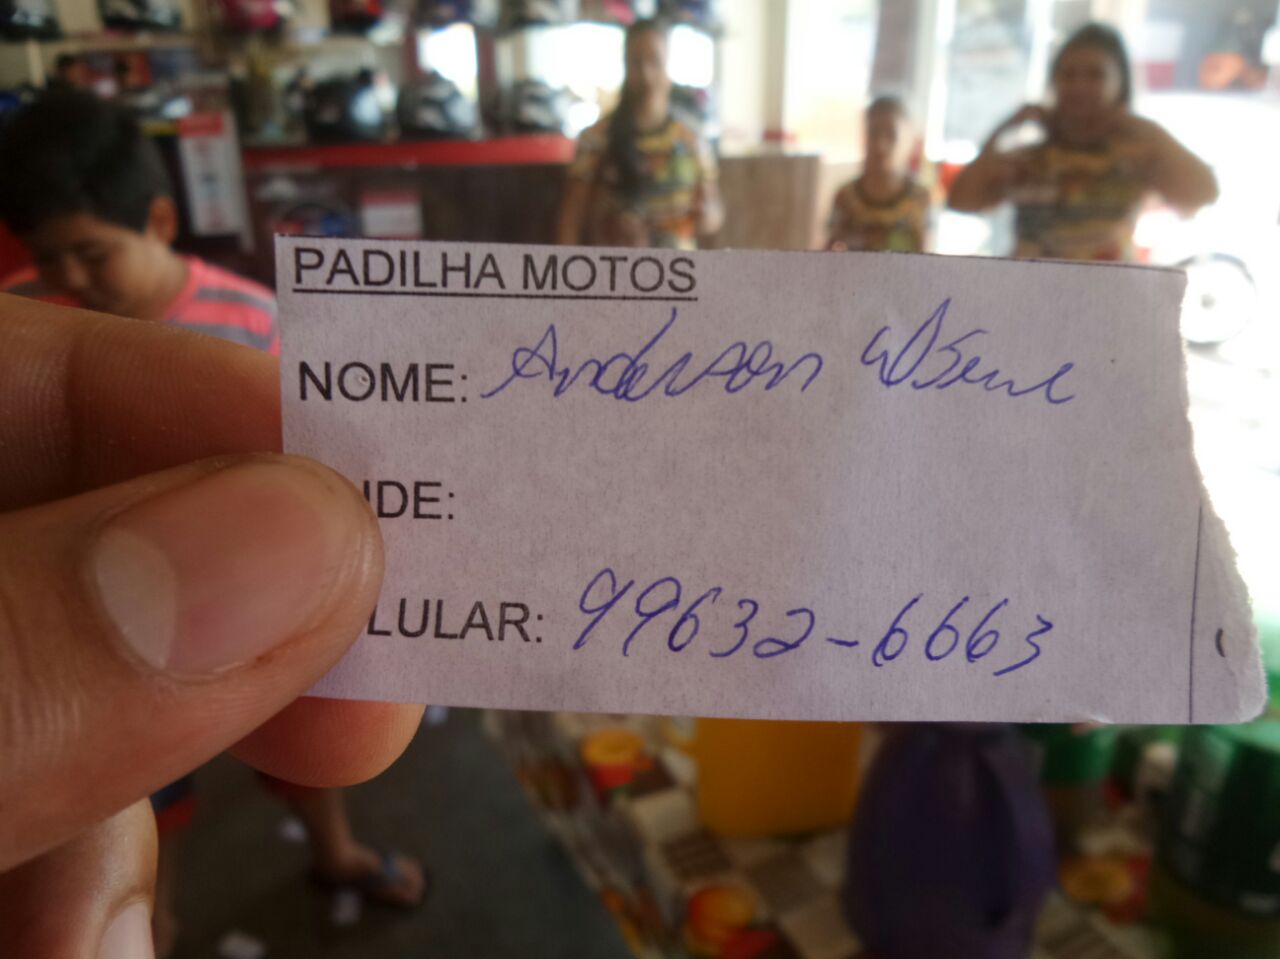 PADILHA MOTOS
NOME: Anderson
IDE:
LULAR: 99632-6663